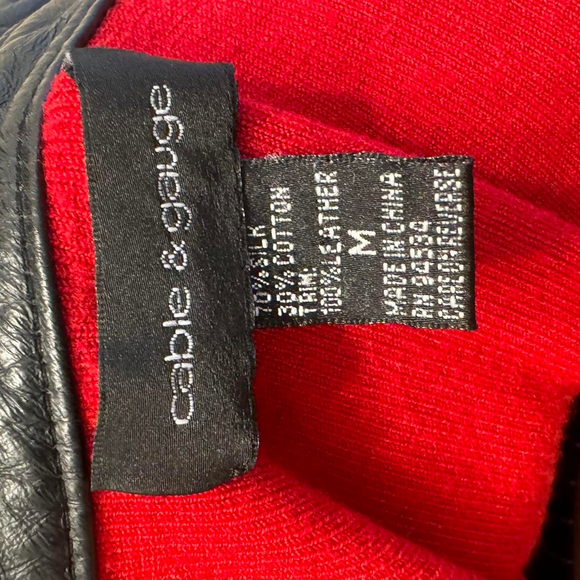 cable & gauge
70% SILK
30% COTTON
TRIM:
100% LEATHER
M
MADE IN CHINA
RN 94534
CARE ON REVERSE